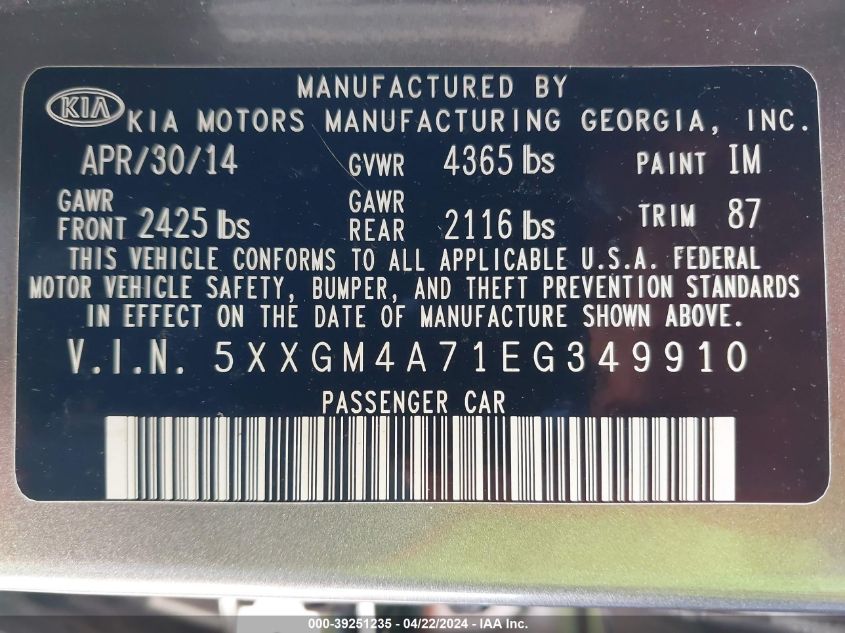 MANUFACTURED BY
KIA KIA MOTORS MANUFACTURING GEORGIA, INC.
APR/30/14 GVWR 4365 lbs PAINT IM
GAWR FRONT 2425 lbs GAWR REAR 2116 lbs TRIM 87
THIS VEHICLE CONFORMS TO ALL APPLICABLE U.S.A. FEDERAL
MOTOR VEHICLE SAFETY, BUMPER, AND THEFT PREVENTION STANDARDS
IN EFFECT ON THE DATE OF MANUFACTURE SHOWN ABOVE.
V.I.N. 5XXGM4A71EG349910
PASSENGER CAR
000-39251235 - 04/22/2024 - IAA Inc.